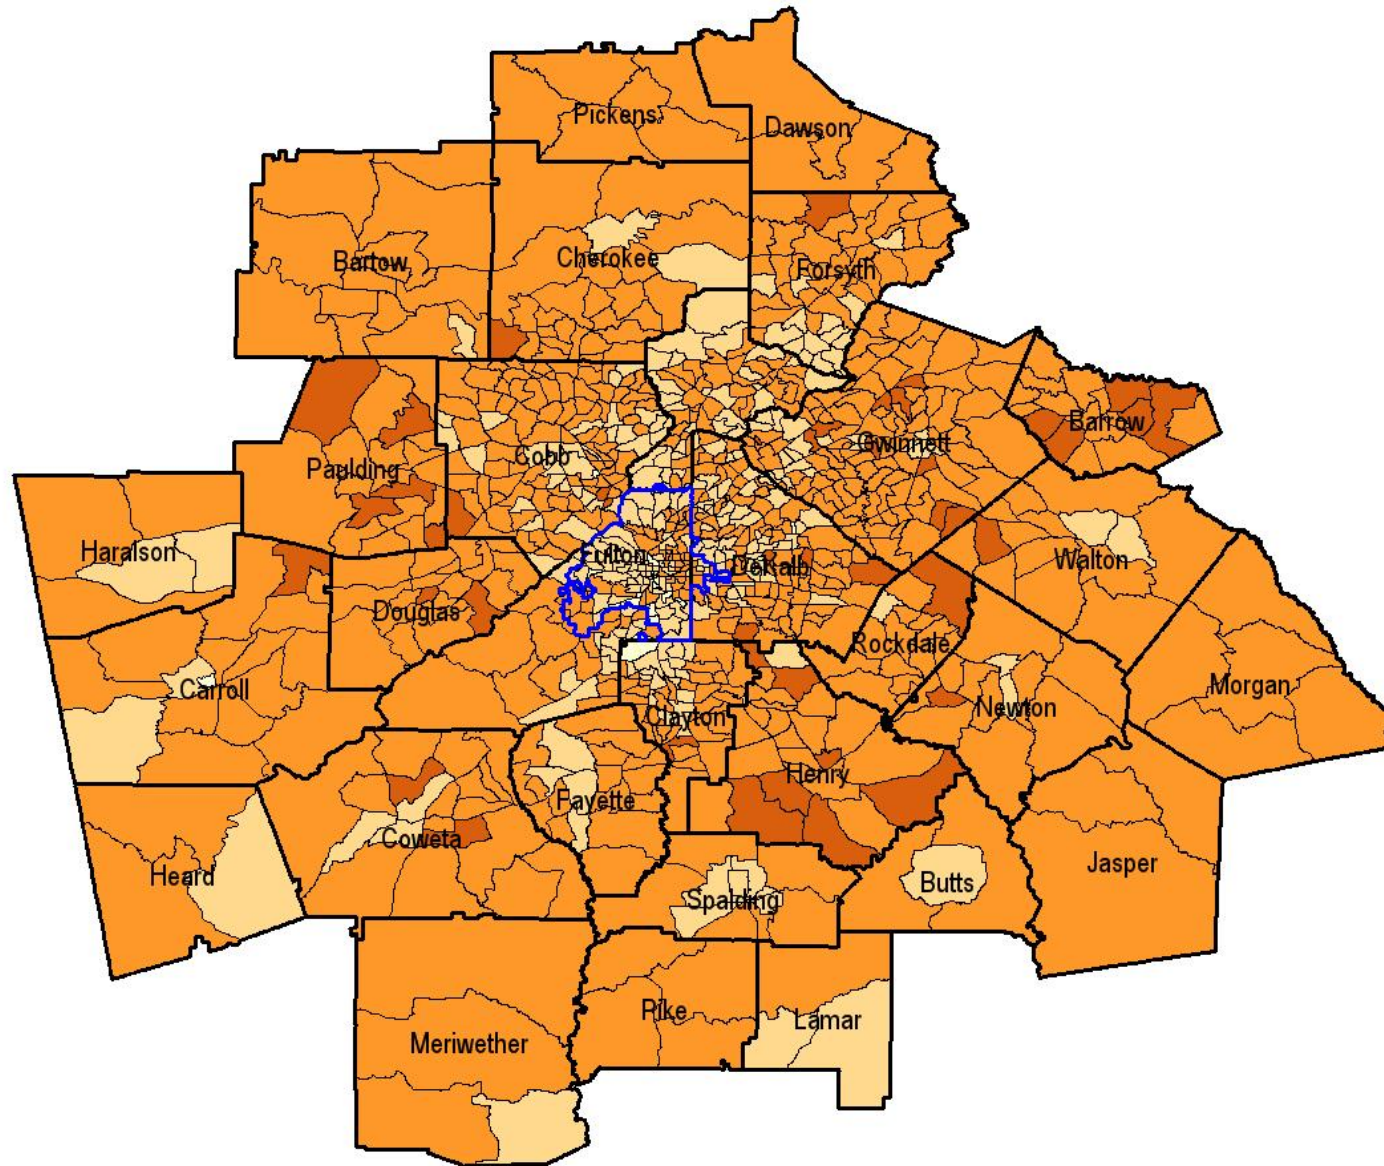 Pickens
Dawson
Bartow
Cherokee
Forsyth
Barrow
Gwinnett
Cobb
Paulding
Haralson
Fulton
DeKalb
Walton
Douglas
Rockdale
Carroll
Clayton
Newton
Morgan
Henry
Fayette
Coweta
Heard
Spalding
Butts
Jasper
Pike
Lamar
Meriwether